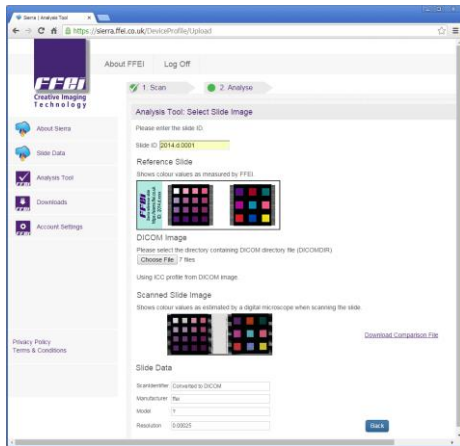 Sierra | Analysis Tool
https://sierra.ffei.co.uk/DeviceProfile/Upload
FFEI
Creative Imaging
Technology
About FFEI Log Off
1. Scan 2. Analyse
About Sierra
Slide Data
Analysis Tool
Downloads
Account Settings
Privacy Policy
Terms & Conditions
Analysis Tool: Select Slide Image
Please enter the slide ID.
Slide ID 2014.d.0001
Reference Slide
Shows colour values as measured by FFEI.
FFEI
DICOM Image
Please select the directory containing DICOM directory file (DICOMDIR)
Choose File 7 files
Using ICC profile from DICOM image.
Scanned Slide Image
Shows colour values as estimated by a digital microscope when scanning the slide.
Download Comparison File
Slide Data
ScanIdentifier Converted to DICOM
Manufacturer ffei
Model Y
Resolution 0.00025
Back